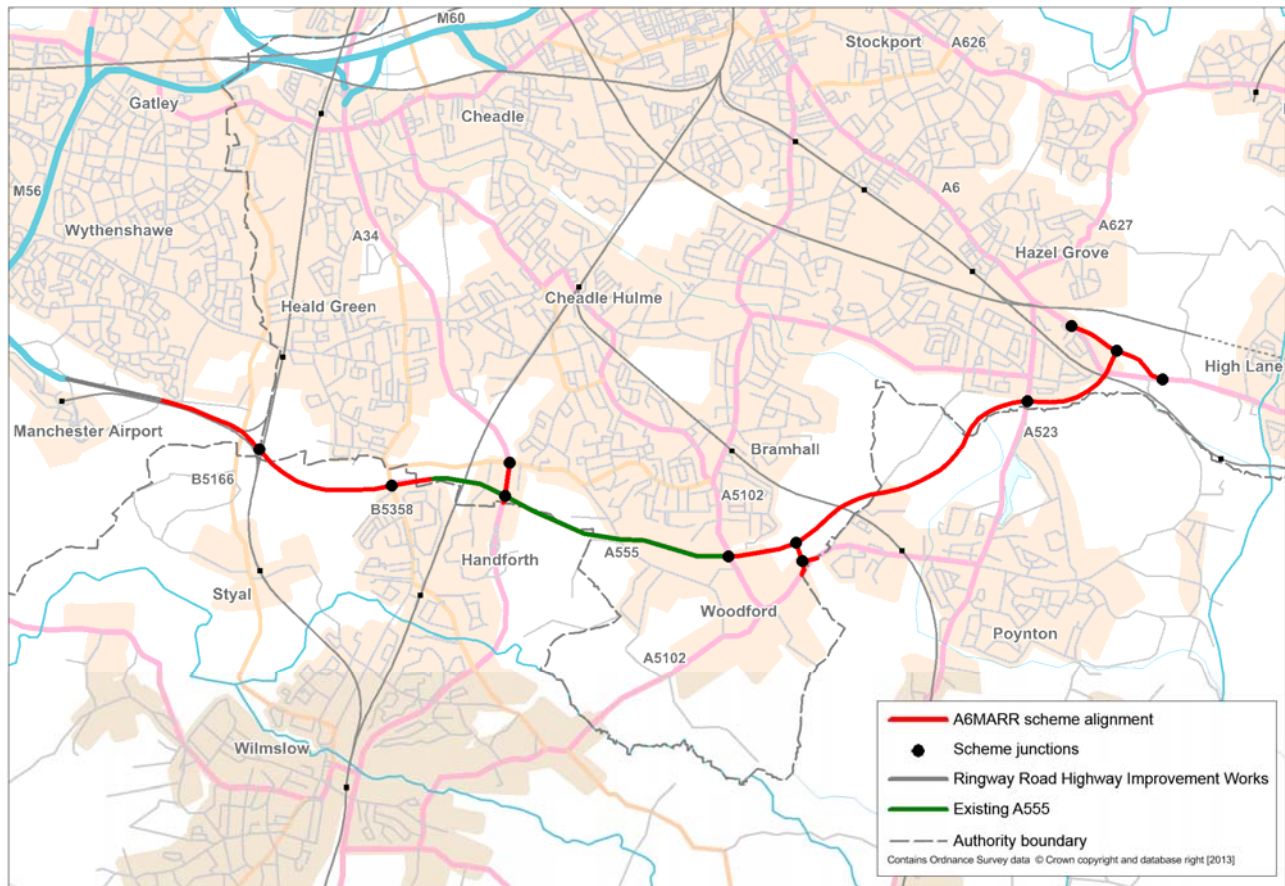 M60
Stockport
A626
Gatley
Cheadle
M56
A6
Wythenshawe
A627
A34
Hazel Grove
Cheadle Hulme
Heald Green
High Lane
Manchester Airport
A523
Bramhall
B5166
A5102
B5358
A555
Handforth
Styal
Woodford
Poynton
A5102
Wilmslow
A6MARR scheme alignment
Scheme junctions
Ringway Road Highway Improvement Works
Existing A555
Authority boundary
Contains Ordnance Survey data © Crown copyright and database right [2013]